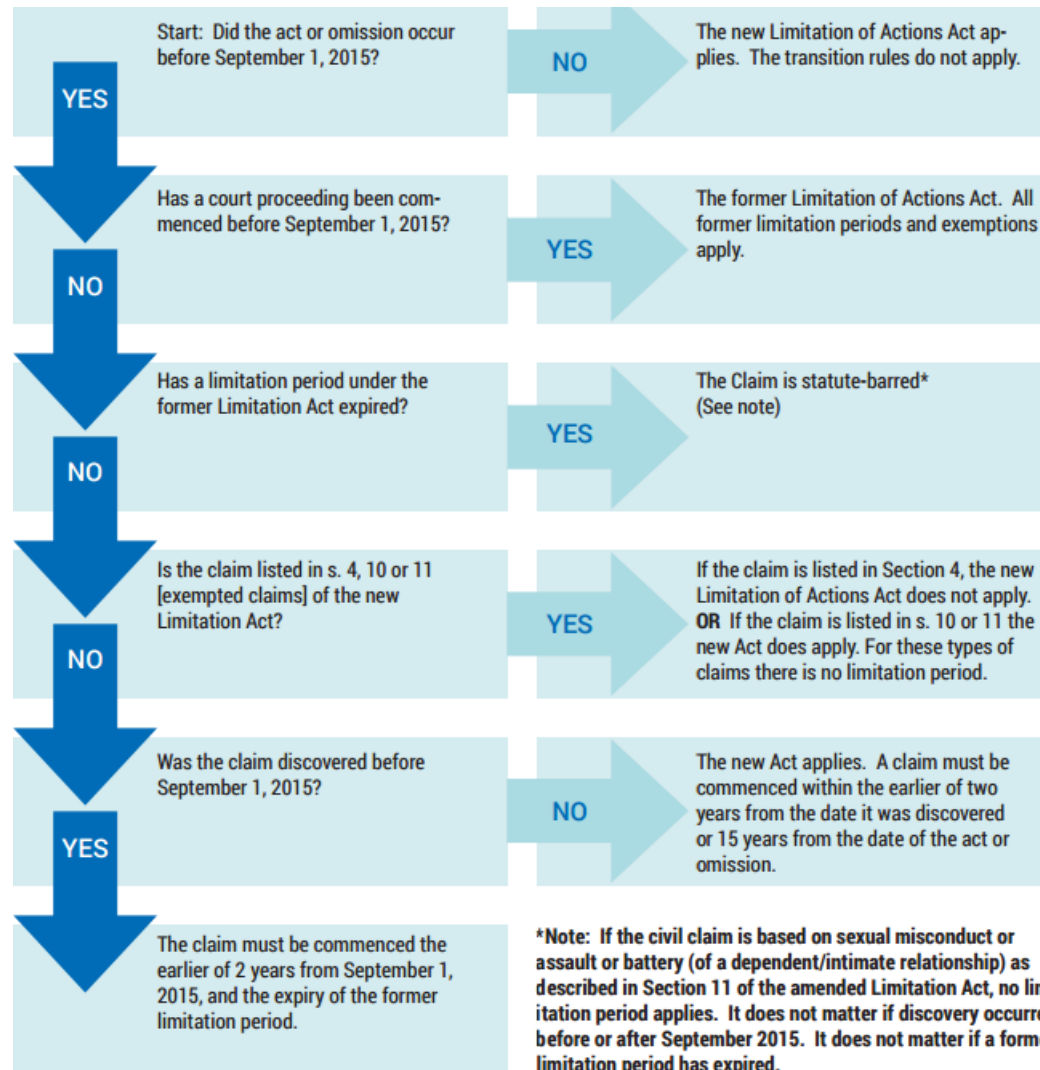 Start: Did the act or omission occur
before September 1, 2015?
NO
The new Limitation of Actions Act ap-
plies. The transition rules do not apply.
YES
Has a court proceeding been com-
menced before September 1, 2015?
YES
The former Limitation of Actions Act. All
former limitation periods and exemptions
apply.
NO
Has a limitation period under the
former Limitation Act expired?
YES
The Claim is statute-barred*
(See note)
NO
Is the claim listed in s. 4, 10 or 11
[exempted claims] of the new
Limitation Act?
YES
If the claim is listed in Section 4, the new
Limitation of Actions Act does not apply.
OR If the claim is listed in s. 10 or 11 the
new Act does apply. For these types of
claims there is no limitation period.
NO
Was the claim discovered before
September 1, 2015?
NO
The new Act applies. A claim must be
commenced within the earlier of two
years from the date it was discovered
or 15 years from the date of the act or
omission.
YES
The claim must be commenced the
earlier of 2 years from September 1,
2015, and the expiry of the former
limitation period.
*Note: If the civil claim is based on sexual misconduct or
assault or battery (of a dependent/intimate relationship) as
described in Section 11 of the amended Limitation Act, no
itation period applies. It does not matter if discovery
before or after September 2015. It does not matter if a
limitation period has expired.